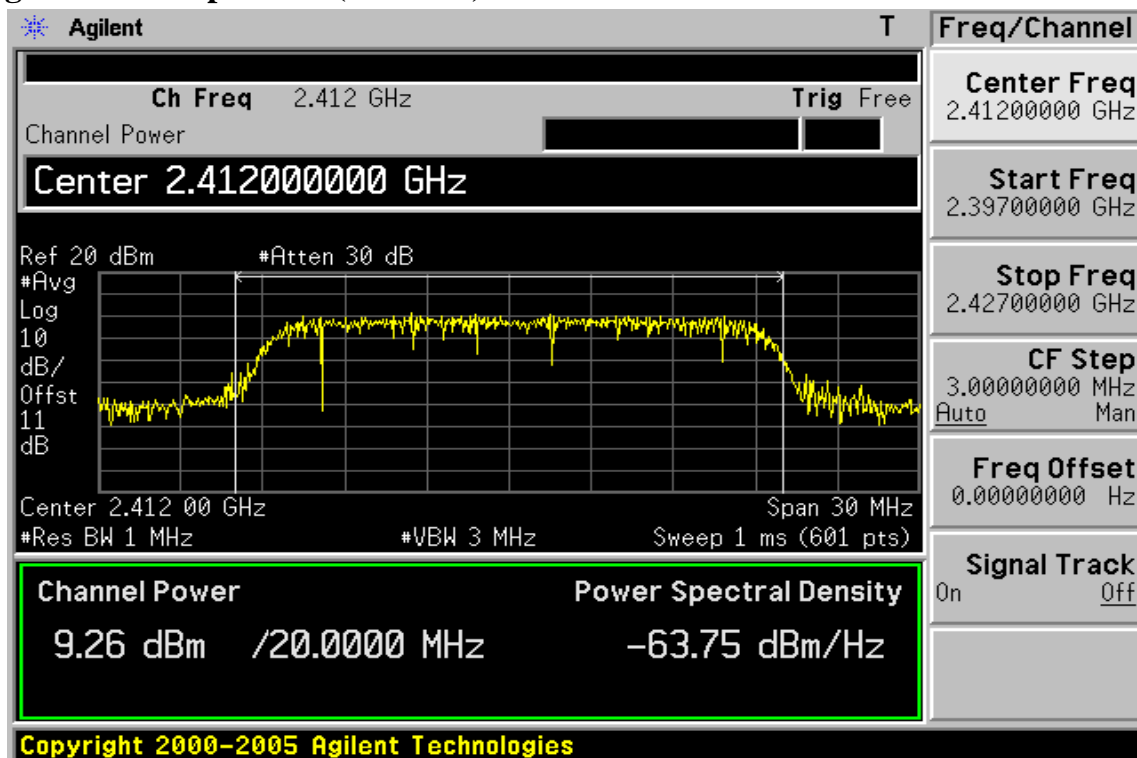 Agilent T
Freq/Channel
Ch Freq 2.412 GHz Trig Free
Channel Power
Center 2.412000000 GHz
Ref 20 dBm #Atten 30 dB
#Avg
Log
10
dB/
Offst
11
dB
Center 2.412 00 GHz Span 30 MHz
#Res BW 1 MHz #VBW 3 MHz Sweep 1 ms (601 pts)
Channel Power Power Spectral Density
9.26 dBm /20.0000 MHz -63.75 dBm/Hz
Center Freq
2.41200000 GHz
Start Freq
2.39700000 GHz
Stop Freq
2.42700000 GHz
CF Step
3.00000000 MHz
Auto Man
Freq Offset
0.00000000 Hz
Signal Track
On Off
Copyright 2000-2005 Agilent Technologies